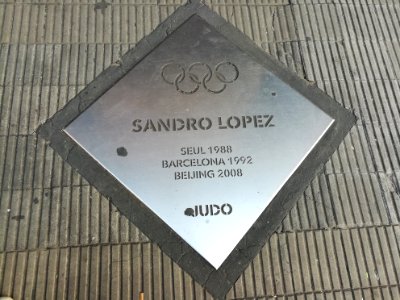 SANDRO LOPEZ
SEUL 1988
BARCELONA 1992
BEIJING 2008
JUDO